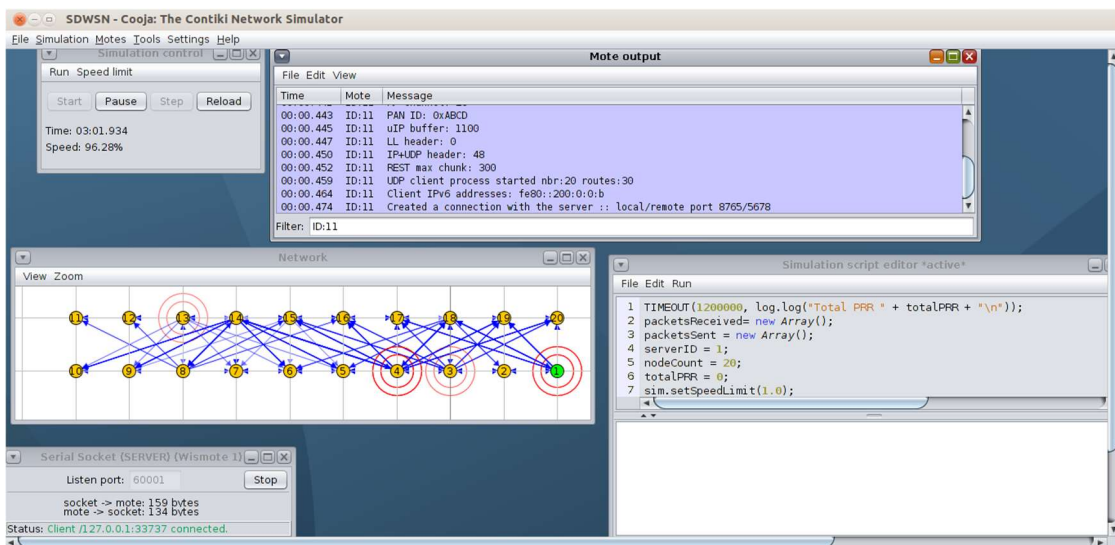 SDWSN - Cooja: The Contiki Network Simulator
File Simulation Motes Tools Settings Help
Simulation control
Run Speed limit
Start Pause Step Reload
Time: 03:01.934
Speed: 96.28%
Mote output
File Edit View
Time Mote Message
00:00.443 ID:11 PAN ID: 0xABCD
00:00.445 ID:11 uIP buffer: 1100
00:00.447 ID:11 LL header: 0
00:00.450 ID:11 IP+UDP header: 48
00:00.452 ID:11 REST max chunk: 300
00:00.459 ID:11 UDP client process started nbr:20 routes:30
00:00.464 ID:11 Client IPv6 addresses: fe80::200:0:0:b
00:00.474 ID:11 Created a connection with the server :: local/remote port 8765/5678
Filter: ID:11
Network
View Zoom
11 12 13 14 15 16 17 18 19 20
10 9 8 7 6 5 4 3 2 1
Simulation script editor *active*
File Edit Run
1 TIMEOUT(1200000, log.log("Total PRR " + totalPRR + "\n"));
2 packetsReceived= new Array();
3 packetsSent = new Array();
4 serverID = 1;
5 nodeCount = 20;
6 totalPRR = 0;
7 sim.setSpeedLimit(1.0);
Serial Socket (SERVER) (Wismote 1)
Listen port: 60001 Stop
socket -> mote: 159 bytes
mote -> socket: 134 bytes
Status: Client /127.0.0.1:33737 connected.